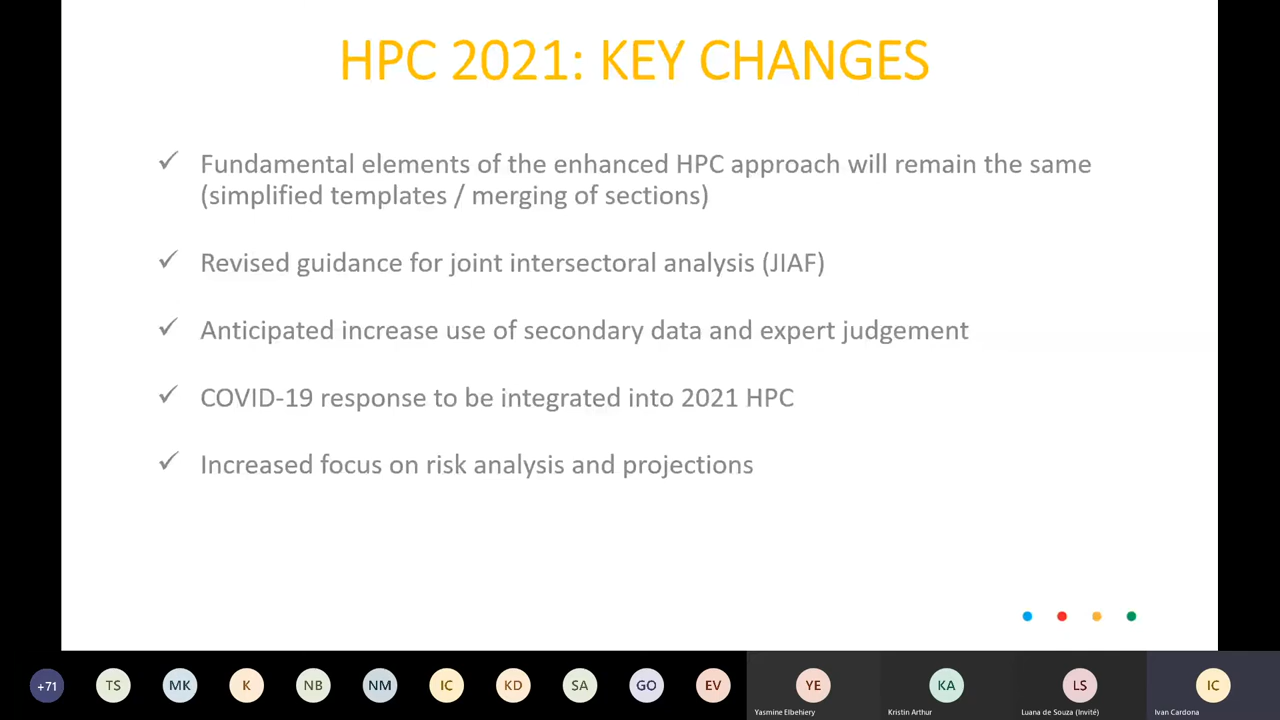 HPC 2021: KEY CHANGES
Fundamental elements of the enhanced HPC approach will remain the same
(simplified templates / merging of sections)
Revised guidance for joint intersectoral analysis (JIAF)
Anticipated increase use of secondary data and expert judgement
COVID-19 response to be integrated into 2021 HPC
Increased focus on risk analysis and projections
+71
TS
MK
K
NB
NM
IC
KD
SA
GO
EV
YE
KA
LS
IC
Yasmine Elbehiery
Kristin Arthur
Luana de Souza (Invité)
Ivan Cardona